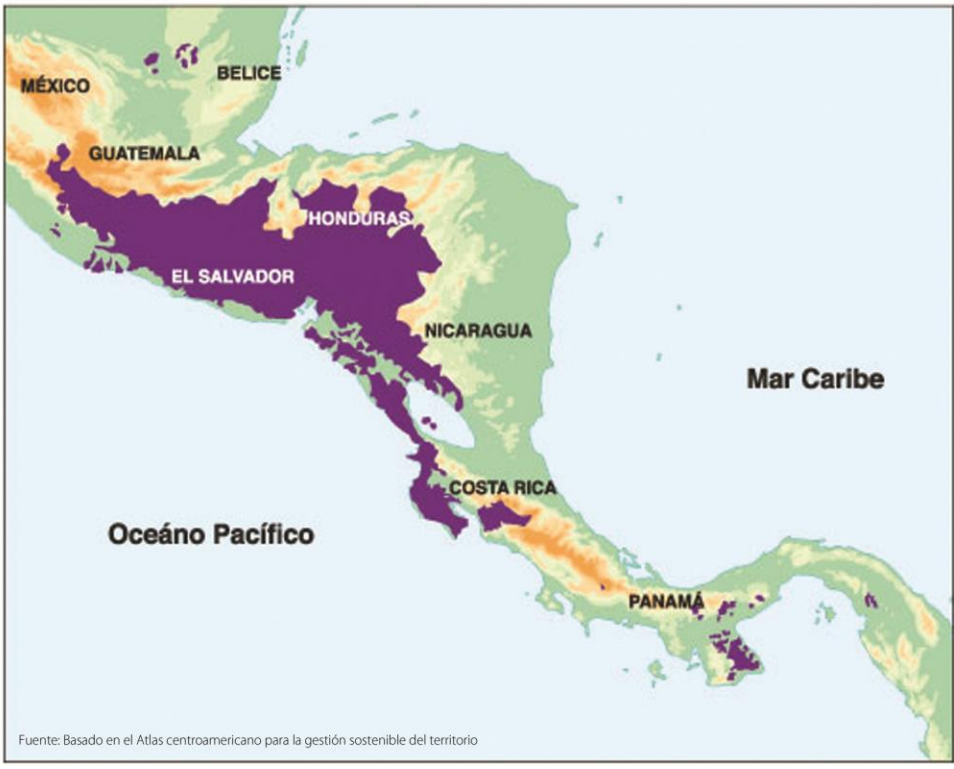 BELICE
MÉXICO
GUATEMALA
HONDURAS
EL SALVADOR
NICARAGUA
Mar Caribe
COSTA RICA
Oceáno Pacífico
PANAMÁ
Fuente: Basado en el Atlas centroamericano para la gestión sostenible del territorio